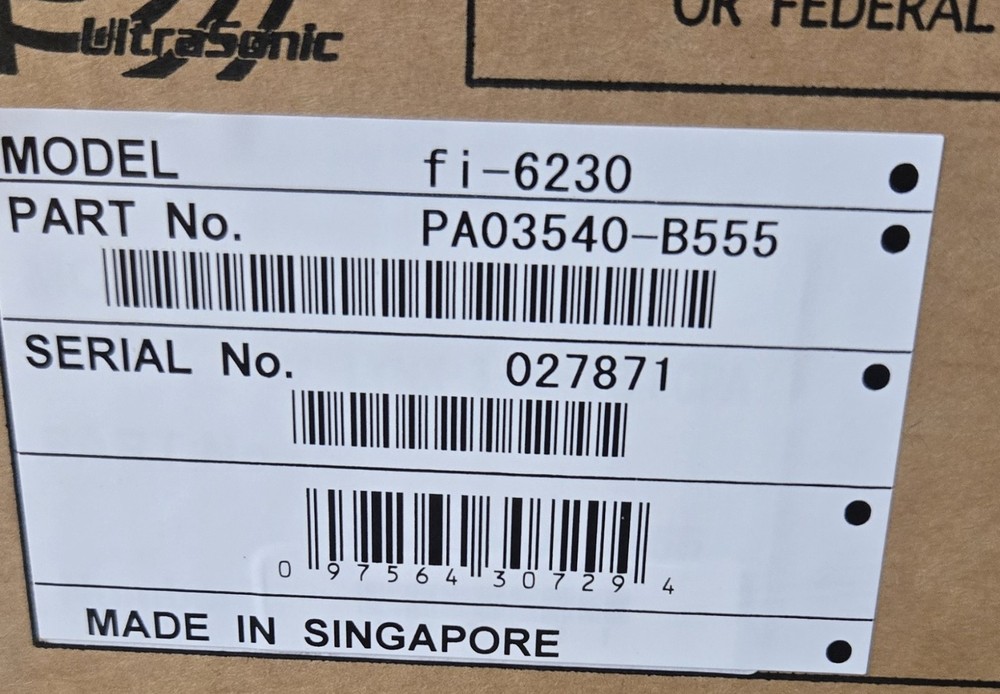 UltraSonic
OR FEDERAL
MODEL fi-6230
PART No. PA03540-B555
SERIAL No. 027871
0 97564 30729 4
MADE IN SINGAPORE